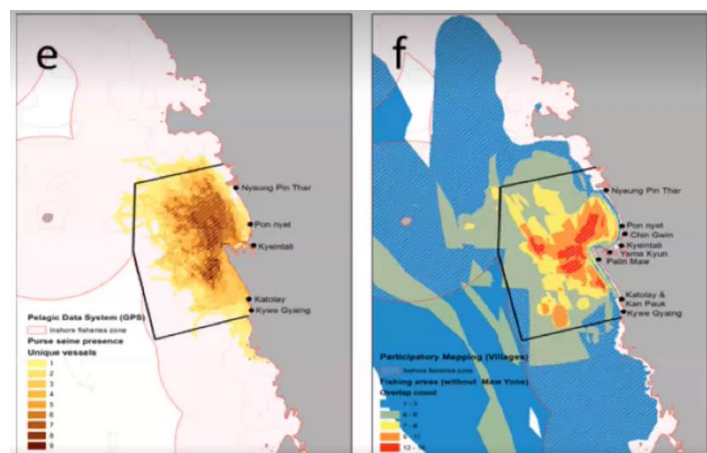 e
Nyaung Pin Thar
Pon nyet
Kyeintali
Katolay
Kywe Gyaing
Pelagic Data System (GPS)
Inshore fisheries zone
Purse seine presence
Unique vessels
1
2
3
4
5
6
7
8
9
f
Nyaung Pin Thar
Pon nyet
Chin Gwin
Kyeintali
Yama Kyun
Palin Maw
Katolay &
Kan Pauk
Kywe Gyaing
Participatory Mapping (Villages)
Inshore fisheries zone
Fishing areas (without Maw Yone)
Overlap count
1 - 3
4 - 6
7 - 8
9 - 11